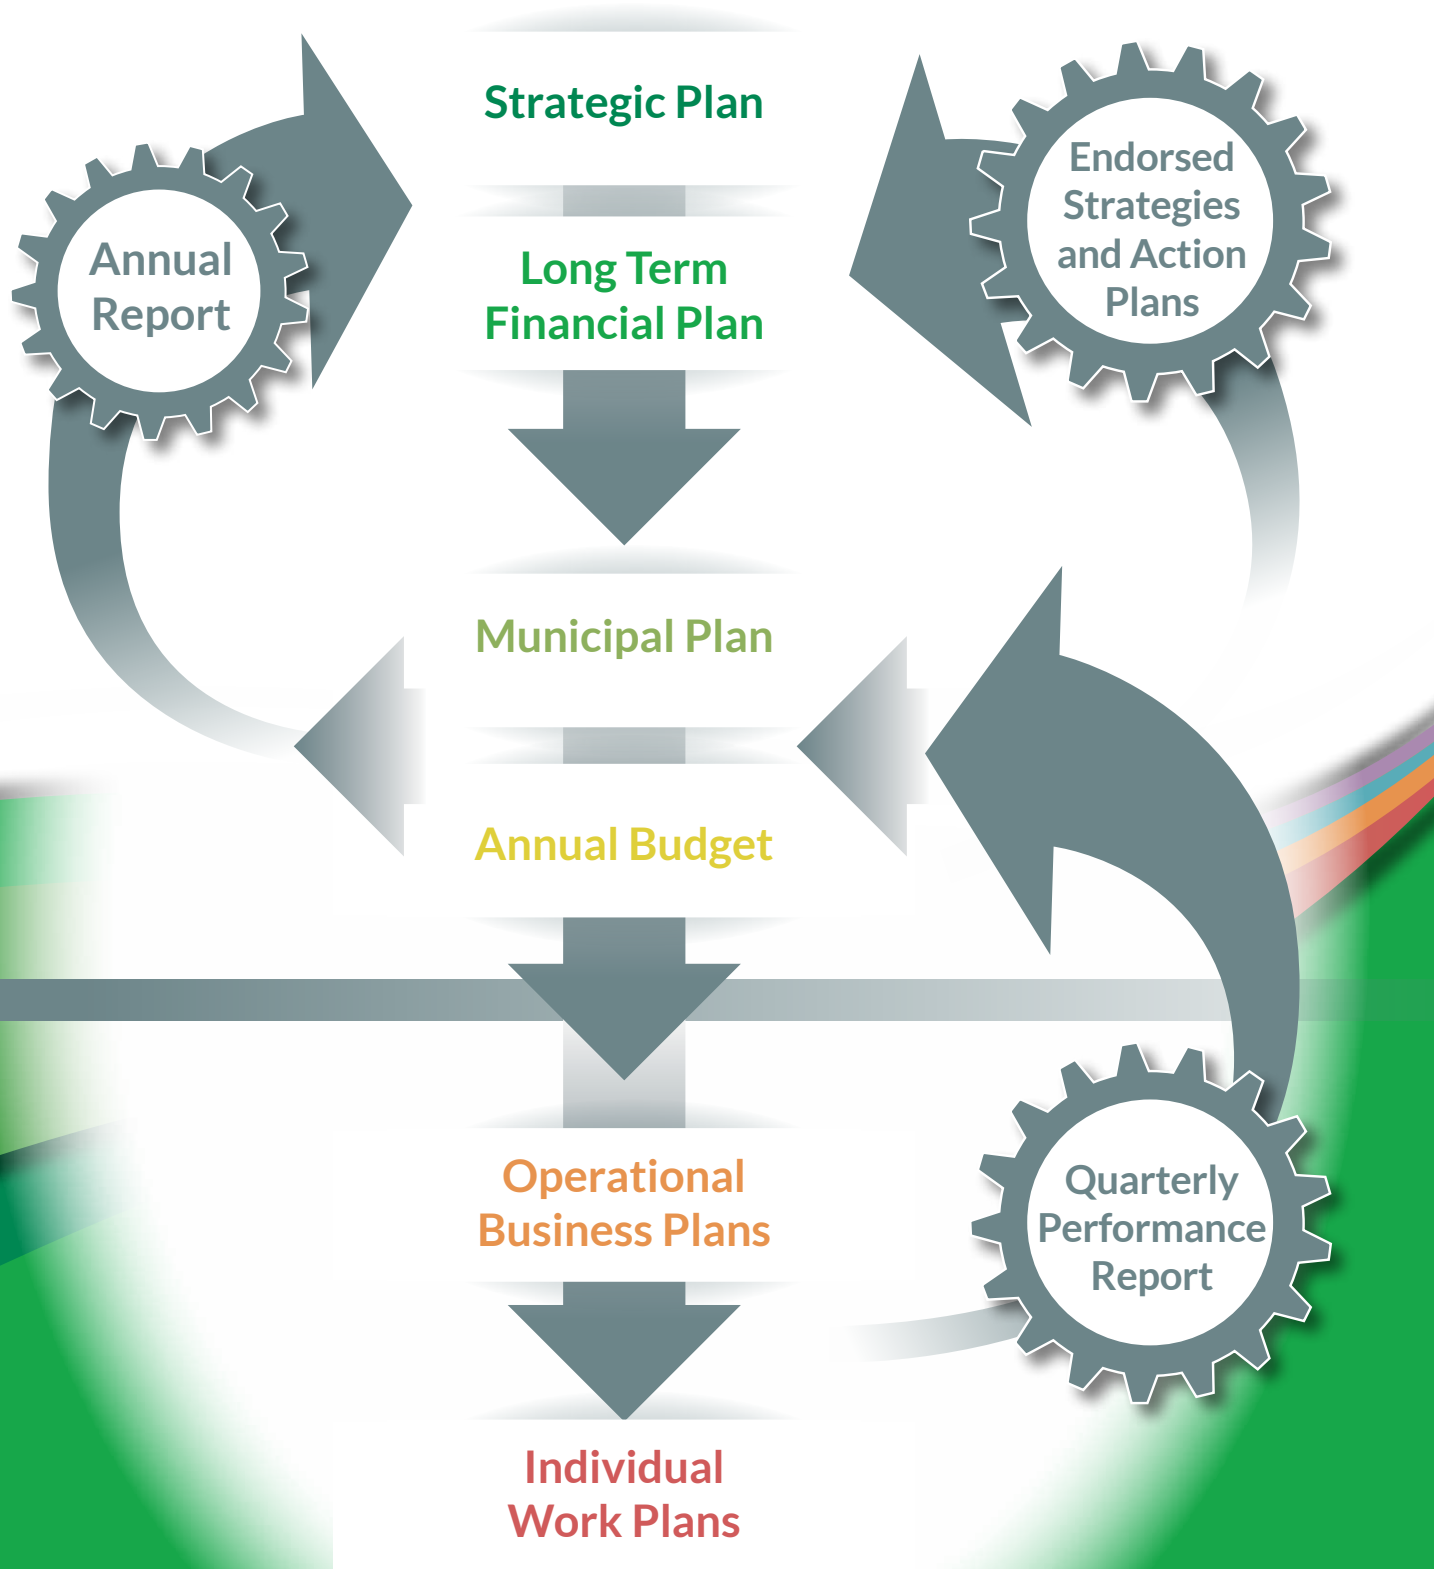 Strategic Plan
Endorsed
Strategies
and Action
Plans
Annual
Report
Long Term
Financial Plan
Municipal Plan
Annual Budget
Operational
Business Plans
Quarterly
Performance
Report
Individual
Work Plans